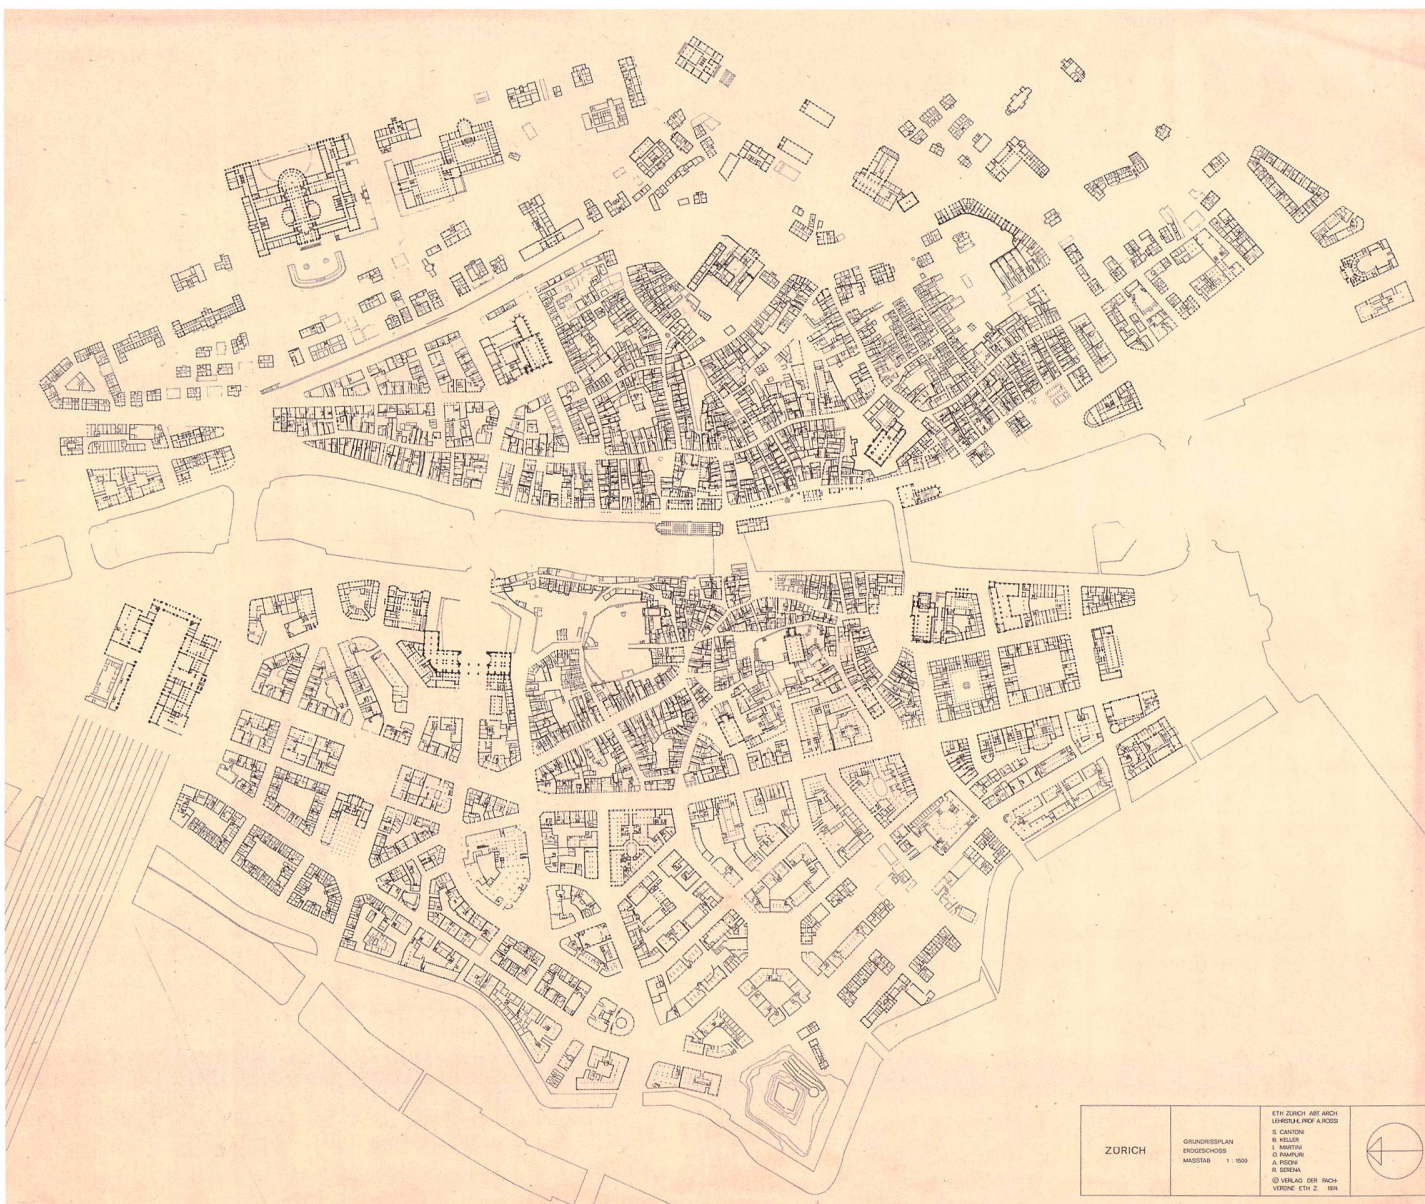 ZÜRICH
GRUNDRISSPLAN
ERDGESCHOSS
MASSTAB 1 : 1500
ETH ZÜRICH ABT. ARCH
LEHRSTUHL PROF A. ROSSI
S. CANTONI
B. KELLER
L. MARTINI
O. PAMPURI
A. PISONI
R. SERENA
© VERLAG DER FACH-
VEREINE ETH Z. 1974